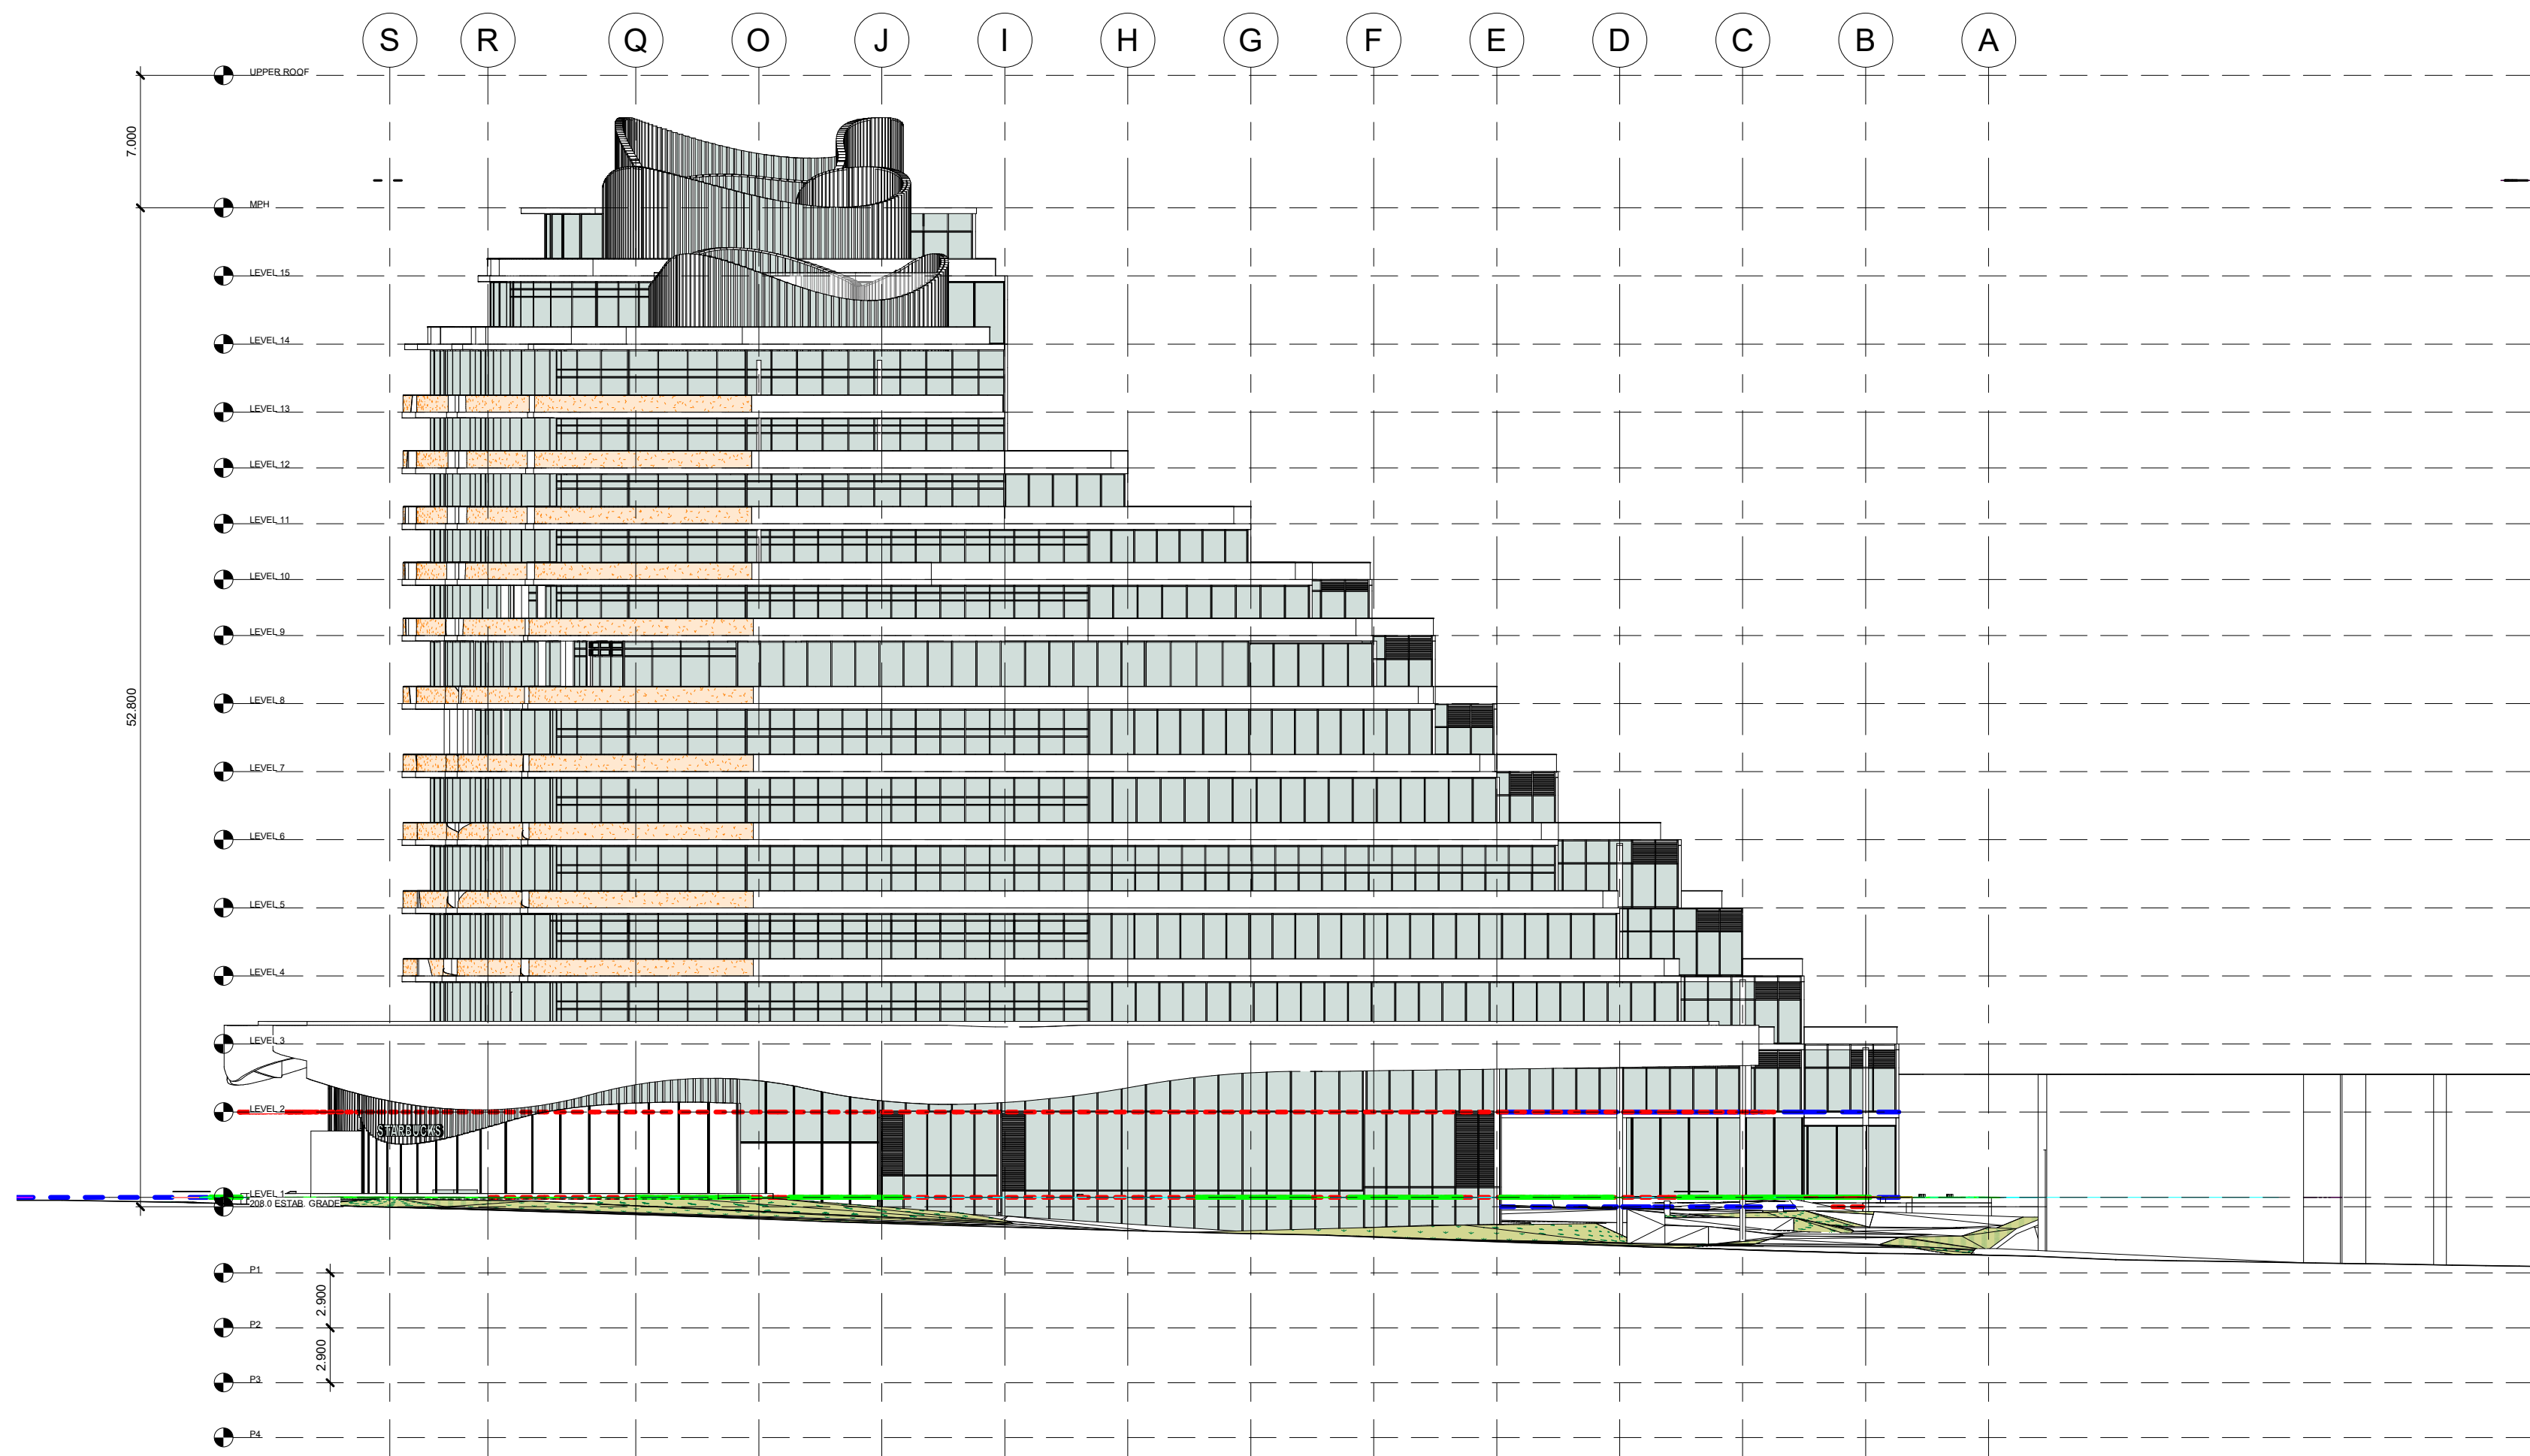 S R Q O J I H G F E D C B A
UPPER ROOF
7.000
MPH
LEVEL 15
LEVEL 14
LEVEL 13
LEVEL 12
LEVEL 11
LEVEL 10
LEVEL 9
LEVEL 8
52.800
LEVEL 7
LEVEL 6
LEVEL 5
LEVEL 4
LEVEL 3
LEVEL 2
STARBUCKS
LEVEL 1
208.0 ESTAB. GRADE
P1
2.900
P2
2.900
P3
P4